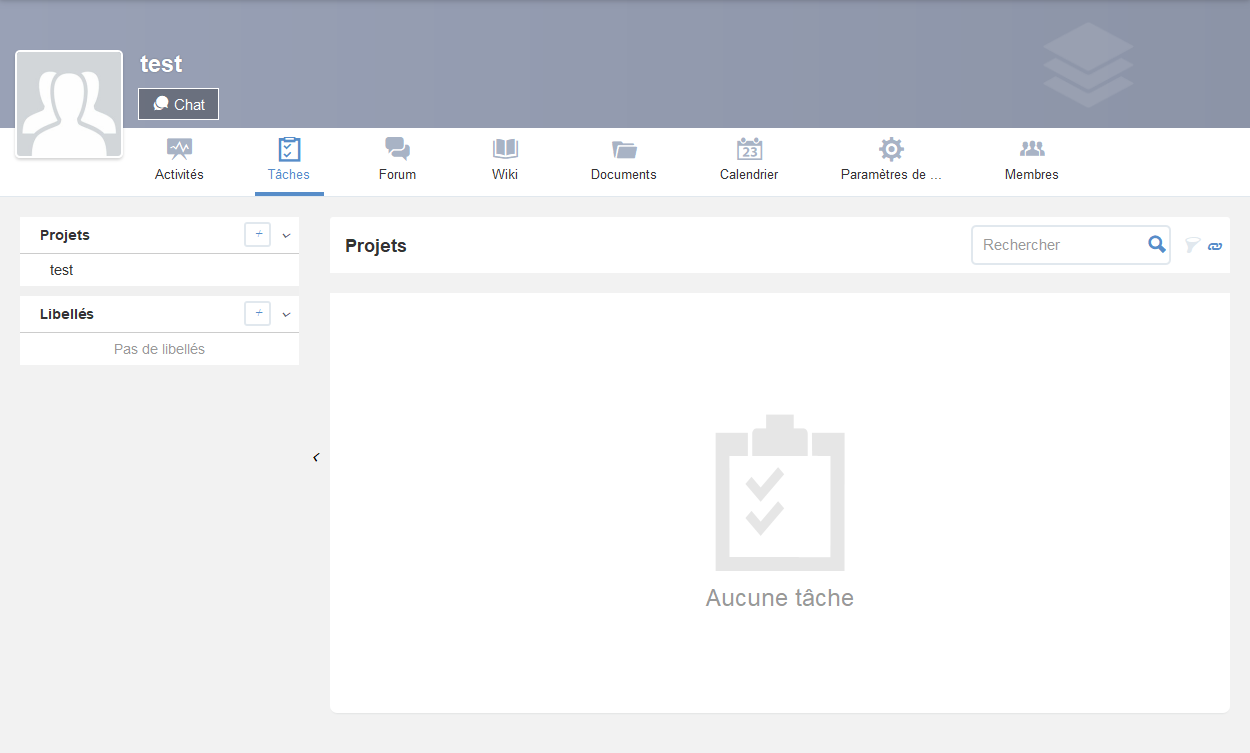 test
Chat
Activités
Tâches
Forum
Wiki
Documents
23
Calendrier
Paramètres de ...
Membres
Projets
+
test
Libellés
+
Pas de libellés
Projets
Rechercher
Aucune tâche